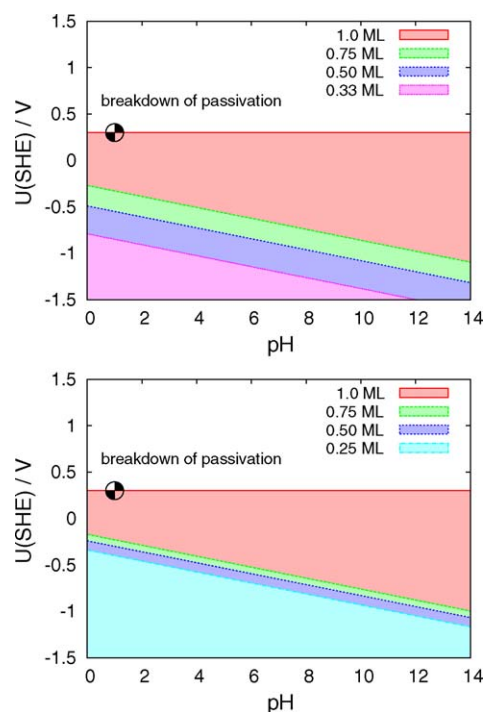 1.5
1
0.5
0
-0.5
-1
-1.5
U(SHE) / V
1.0 ML
0.75 ML
0.50 ML
0.33 ML
breakdown of passivation
0 2 4 6 8 10 12 14
pH
1.5
1
0.5
0
-0.5
-1
-1.5
U(SHE) / V
1.0 ML
0.75 ML
0.50 ML
0.25 ML
breakdown of passivation
0 2 4 6 8 10 12 14
pH